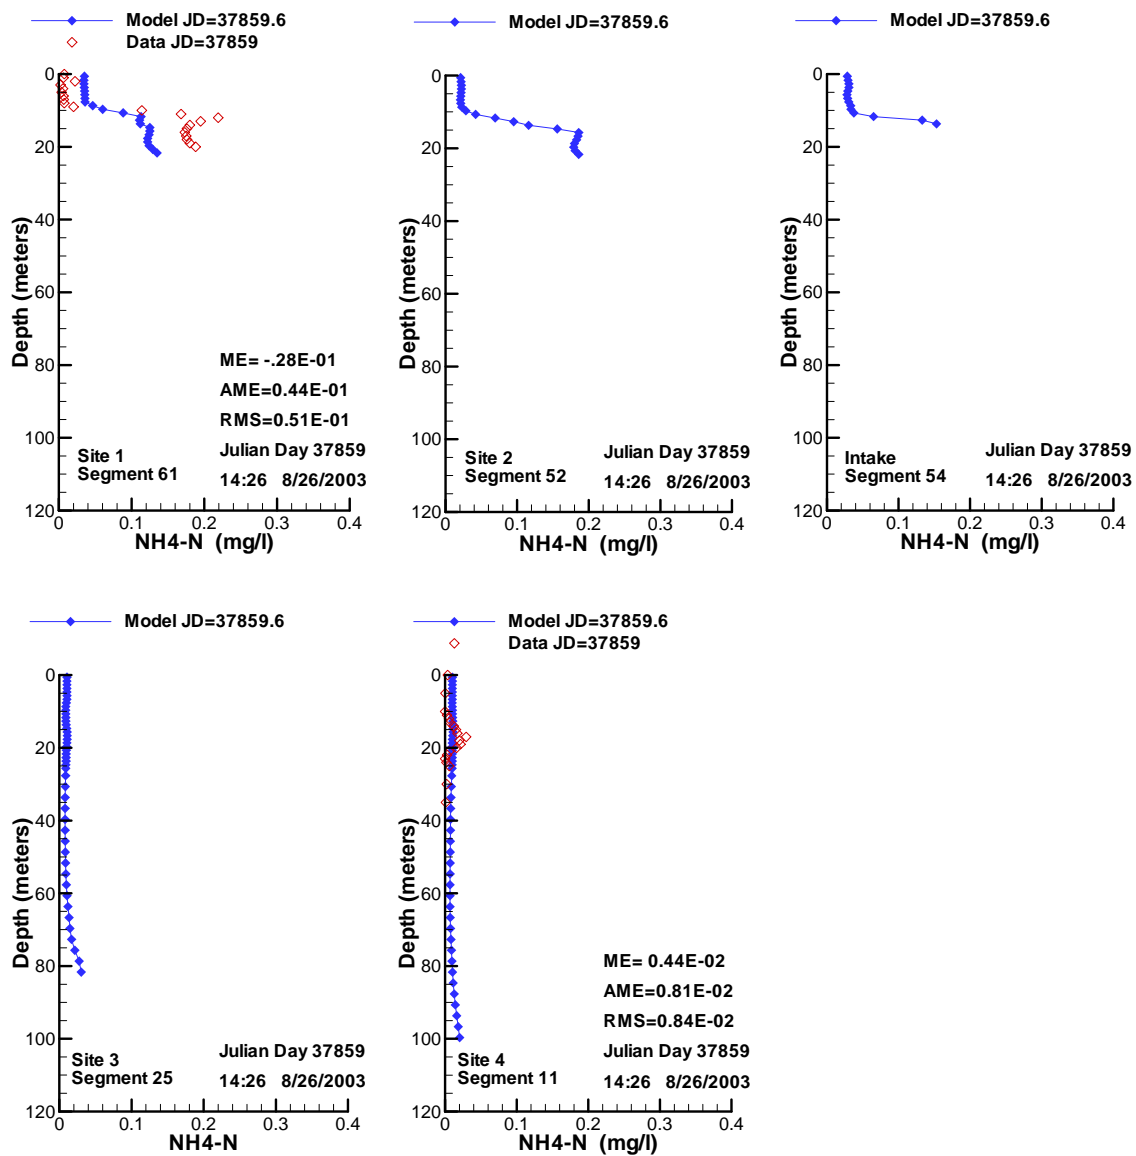 Model JD=37859.6
Data JD=37859
0
20
40
60
80
100
120
Depth (meters)
ME= -.28E-01
AME=0.44E-01
RMS=0.51E-01
Julian Day 37859
14:26 8/26/2003
Site 1
Segment 61
0 0.1 0.2 0.3 0.4
NH4-N (mg/l)
Model JD=37859.6
0
20
40
60
80
100
120
Depth (meters)
Julian Day 37859
14:26 8/26/2003
Site 2
Segment 52
0 0.1 0.2 0.3 0.4
NH4-N (mg/l)
Model JD=37859.6
0
20
40
60
80
100
120
Depth (meters)
Julian Day 37859
14:26 8/26/2003
Intake
Segment 54
0 0.1 0.2 0.3 0.4
NH4-N (mg/l)
Model JD=37859.6
0
20
40
60
80
100
120
Depth (meters)
Julian Day 37859
14:26 8/26/2003
Site 3
Segment 25
0 0.1 0.2 0.3 0.4
NH4-N
Model JD=37859.6
Data JD=37859
0
20
40
60
80
100
120
Depth (meters)
ME= 0.44E-02
AME=0.81E-02
RMS=0.84E-02
Julian Day 37859
14:26 8/26/2003
Site 4
Segment 11
0 0.1 0.2 0.3 0.4
NH4-N (mg/l)